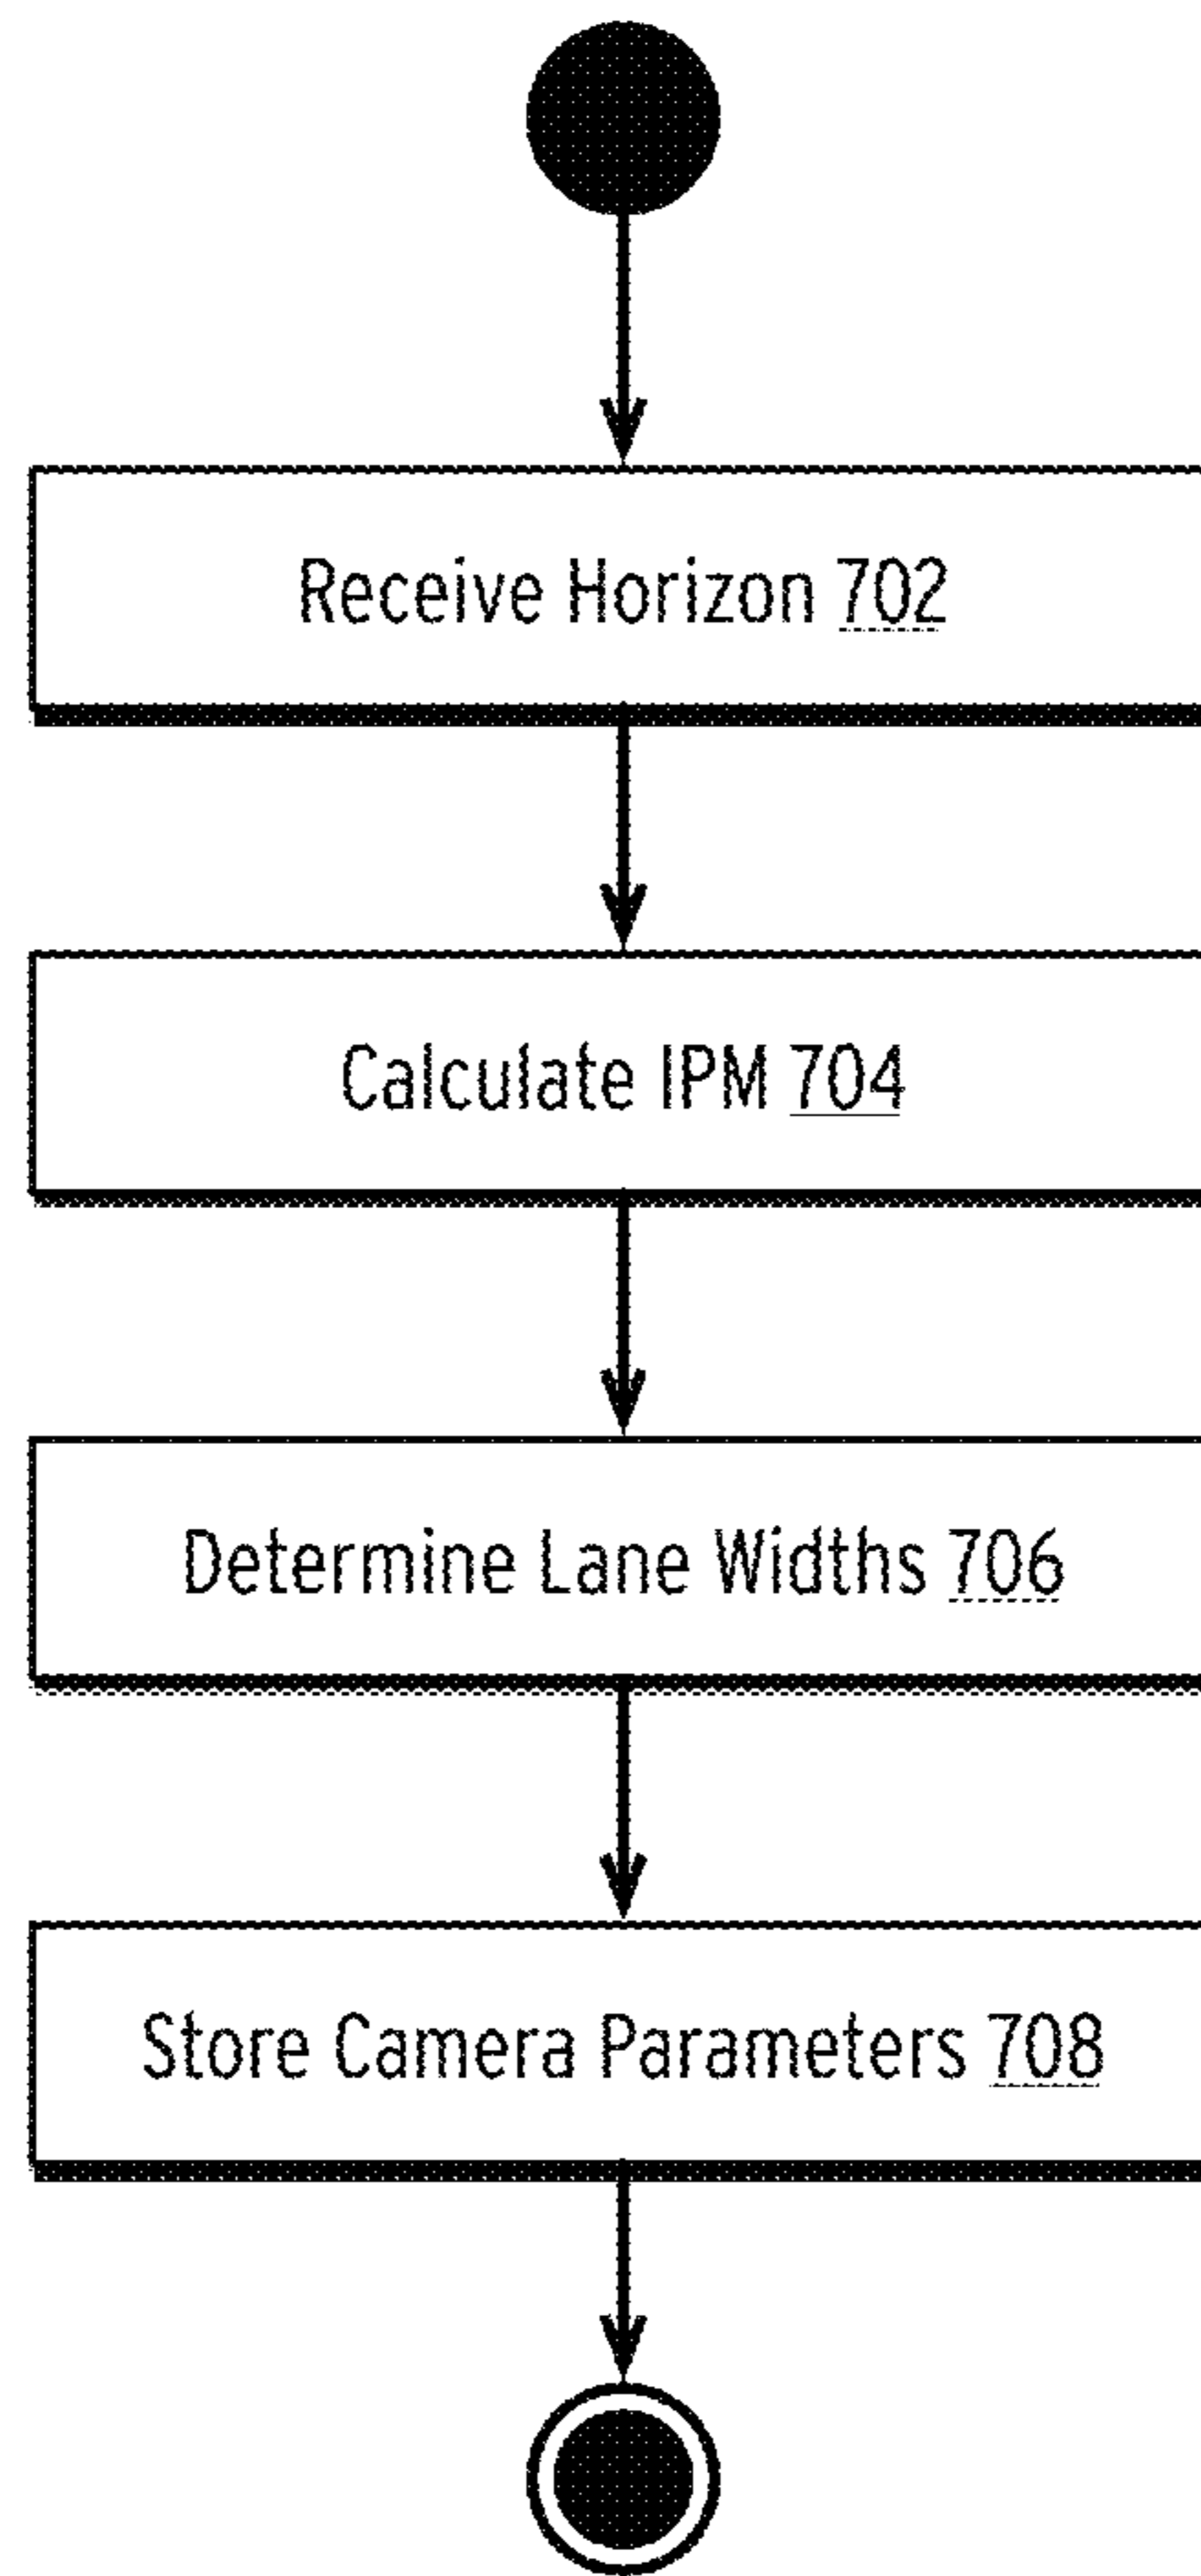 Receive Horizon 702
Calculate IPM 704
Determine Lane Widths 706
Store Camera Parameters 708